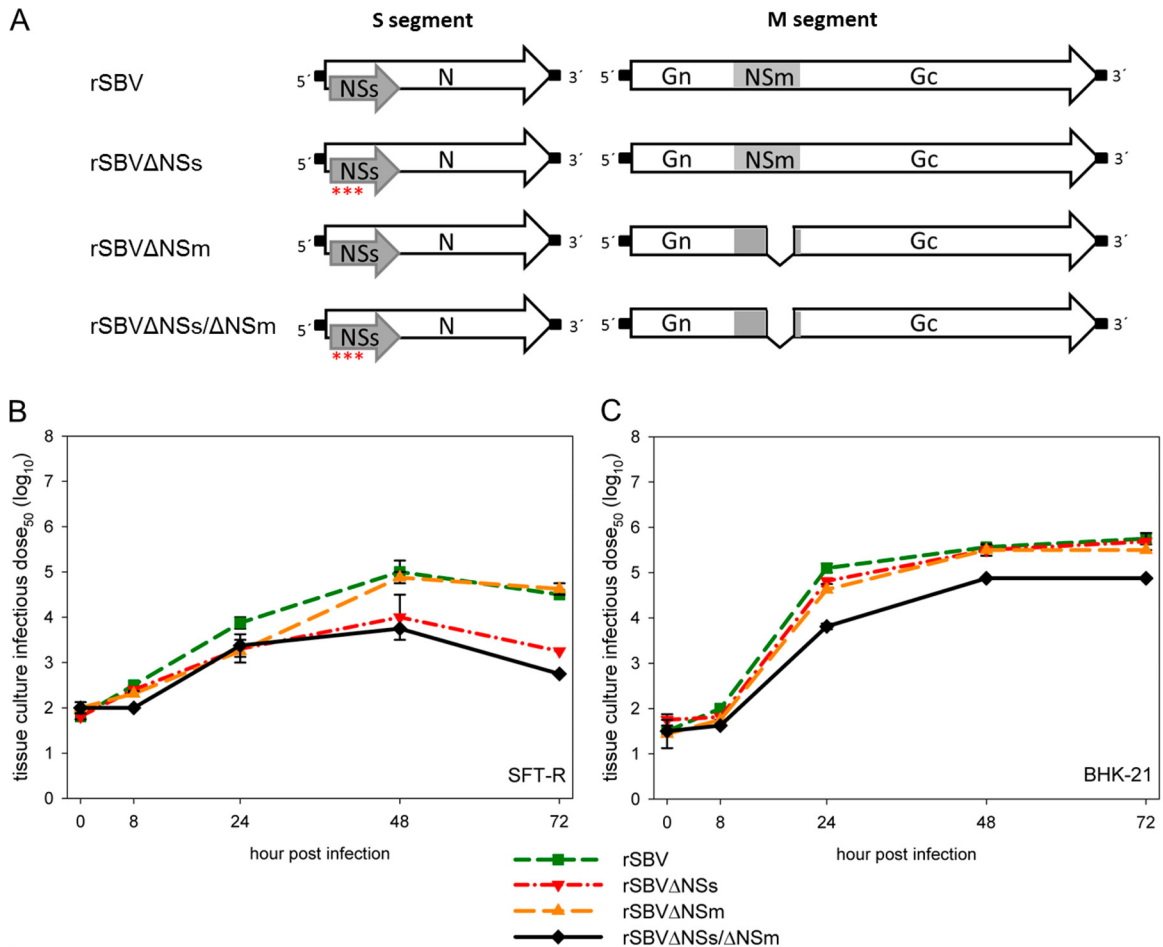 A
S segment
M segment
rSBV
5´ NSs N 3´
5´ Gn NSm Gc 3´
rSBVΔNSs
5´ NSs N 3´
***
5´ Gn NSm Gc 3´
rSBVΔNSm
5´ NSs N 3´
5´ Gn Gc 3´
rSBVΔNSs/ΔNSm
5´ NSs N 3´
***
5´ Gn Gc 3´
B
tissue culture infectious dose₅₀ (log₁₀)
8
7
6
5
4
3
2
1
0
0 8 24 48 72
SFT-R
hour post infection
C
tissue culture infectious dose₅₀ (log₁₀)
8
7
6
5
4
3
2
1
0
0 8 24 48 72
BHK-21
hour post infection
rSBV
rSBVΔNSs
rSBVΔNSm
rSBVΔNSs/ΔNSm